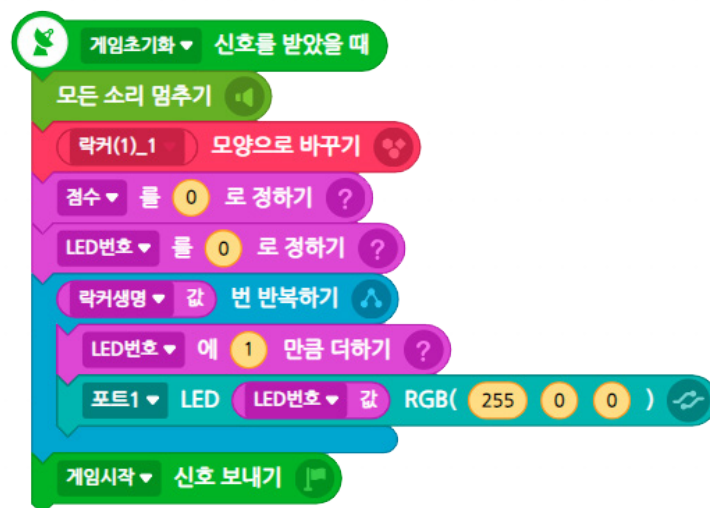 게임초기화 신호를 받았을 때
모든 소리 멈추기
락커(1)_1 모양으로 바꾸기
점수 를 0 로 정하기 ?
LED번호 를 0 로 정하기 ?
락커생명 값 번 반복하기
LED번호 에 1 만큼 더하기 ?
포트1 LED LED번호 값 RGB( 255 0 0 )
게임시작 신호 보내기